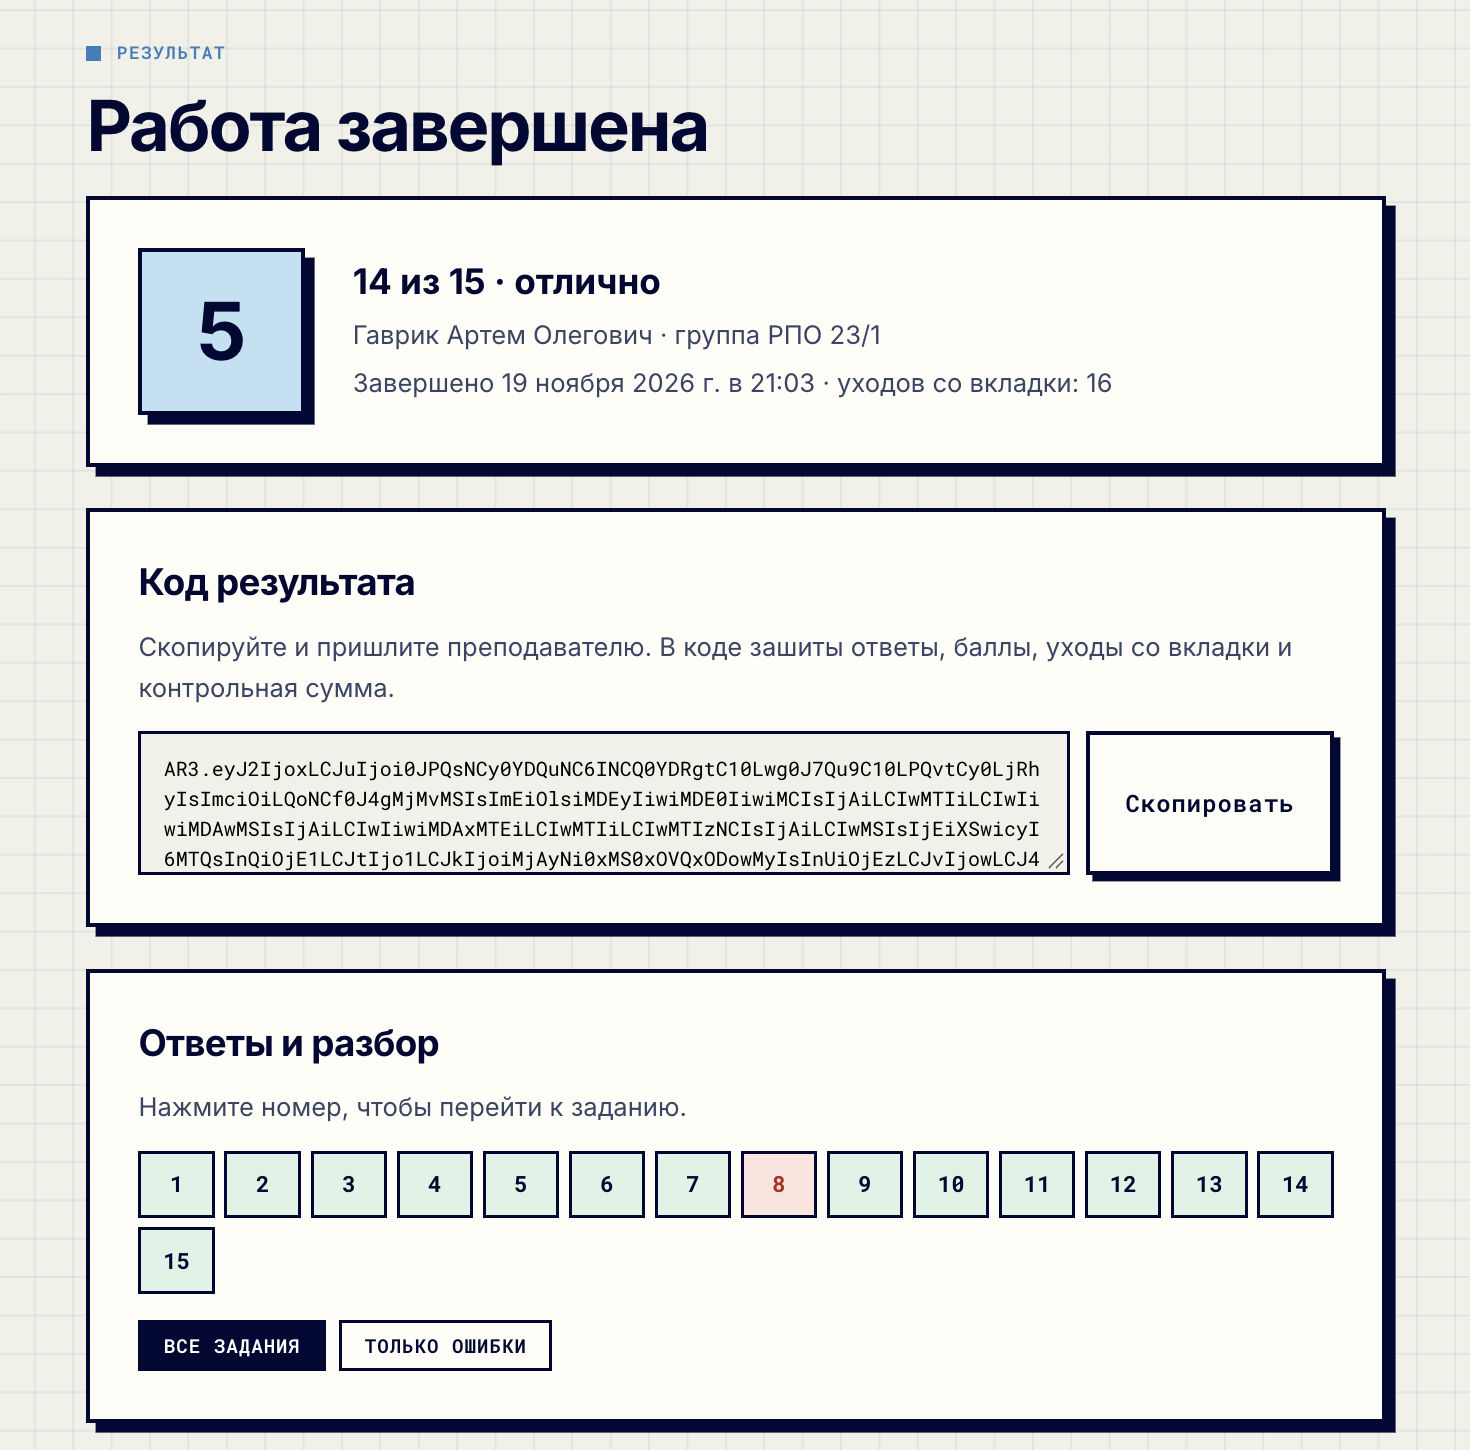 РЕЗУЛЬТАТ
Работа завершена
5
14 из 15 · отлично
Гаврик Артем Олегович · группа РПО 23/1
Завершено 19 ноября 2026 г. в 21:03 · уходов со вкладки: 16
Код результата
Скопируйте и пришлите преподавателю. В коде зашиты ответы, баллы, уходы со вкладки и
контрольная сумма.
AR3.eyJ2IjoxLCJuIjoi0JPQsNCy0YDQuNC6INCQ0YDRgtC10Lwg0J7Qu9C10LPQvtCy0LjRh
yIsImciOiLQoNCf0J4gMjMvMSIsImEiOlsiMDEyIiwiMDE0IiwiMCIsIjAiLCIwMTIiLCIwIi
wiMDAwMSIsIjAiLCIwIiwiMDAxMTEiLCIwMTIiLCIwMTIzNCIsIjAiLCIwMSIsIjEiXSwicyI
6MTQsInQiOjE1LCJtIjo1LCJkIjoiMjAyNi0xMS0xOVQxODowMyIsInUiOjEzLCJvIjowLCJ4
Скопировать
Ответы и разбор
Нажмите номер, чтобы перейти к заданию.
1 2 3 4 5 6 7 8 9 10 11 12 13 14
15
ВСЕ ЗАДАНИЯ ТОЛЬКО ОШИБКИ